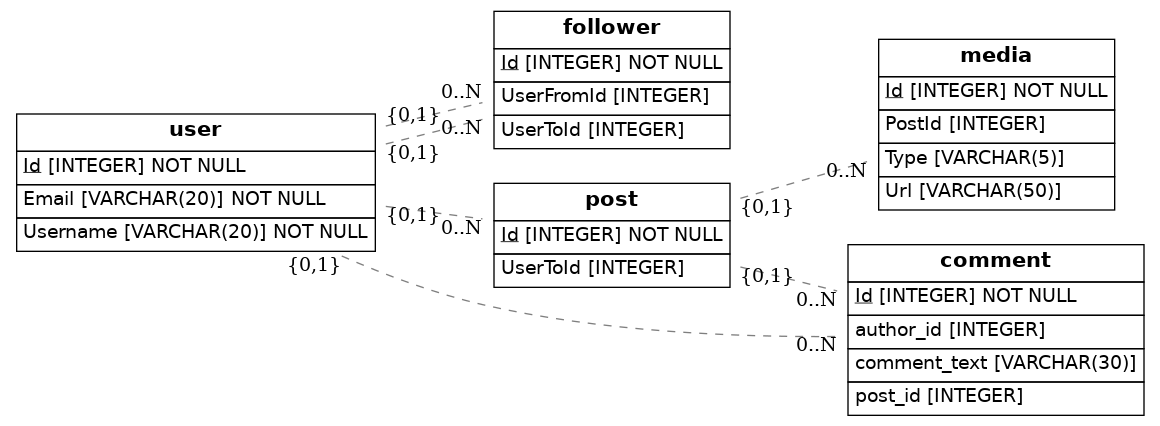 user
Id [INTEGER] NOT NULL
Email [VARCHAR(20)] NOT NULL
Username [VARCHAR(20)] NOT NULL
follower
Id [INTEGER] NOT NULL
UserFromId [INTEGER]
UserToId [INTEGER]
post
Id [INTEGER] NOT NULL
UserToId [INTEGER]
media
Id [INTEGER] NOT NULL
PostId [INTEGER]
Type [VARCHAR(5)]
Url [VARCHAR(50)]
comment
Id [INTEGER] NOT NULL
author_id [INTEGER]
comment_text [VARCHAR(30)]
post_id [INTEGER]
0..N
{0,1}
0..N
{0,1}
{0,1}
0..N
{0,1}
0..N
0..N
{0,1}
{0,1}
0..N